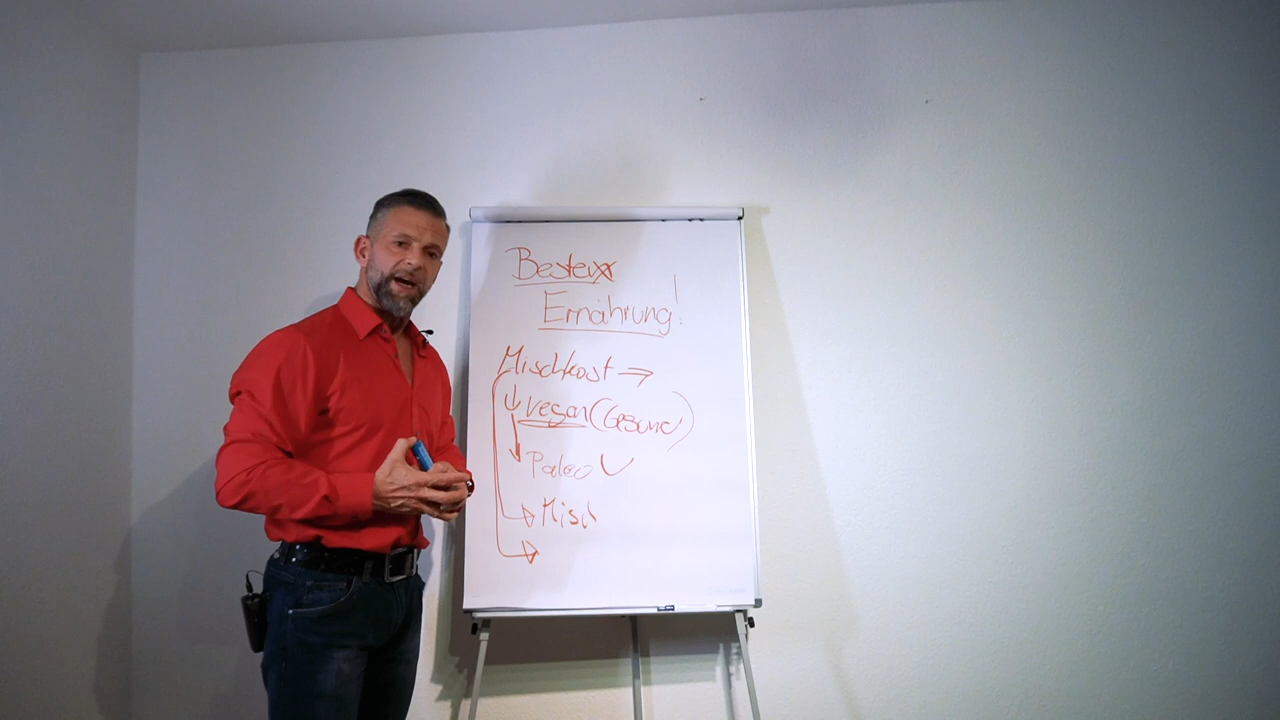 Beste
Ernährung!
Mischkost →
↓ vegan (Gesund)
Paleo ✓
Misch